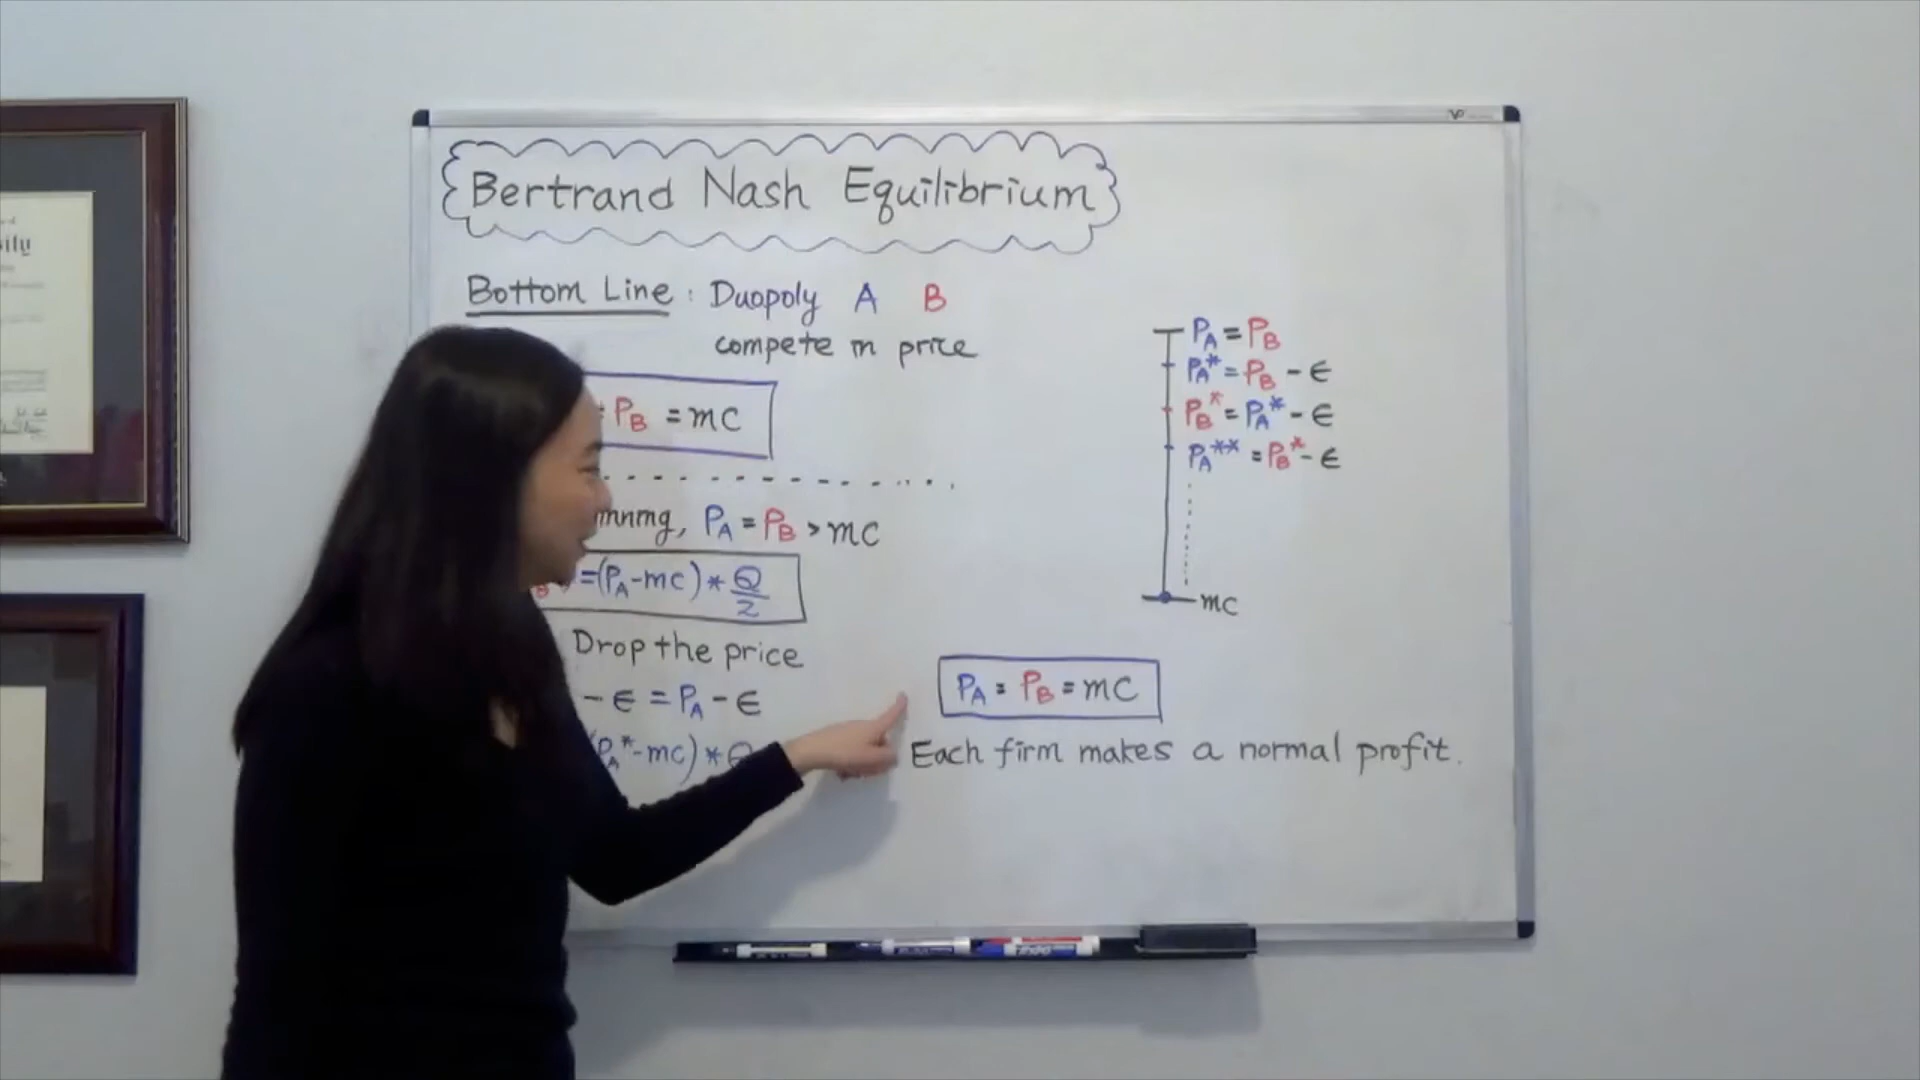 Bertrand Nash Equilibrium
Bottom Line : Duopoly A B
compete in price
PB = MC
PA = PB > MC
=(PA-MC) * Q/2
Drop the price
- ϵ = PA - ϵ
(PA* - MC) * Q
PA = PB
PA* = PB - ϵ
PB* = PA* - ϵ
PA** = PB* - ϵ
MC
PA = PB = MC
Each firm makes a normal profit.